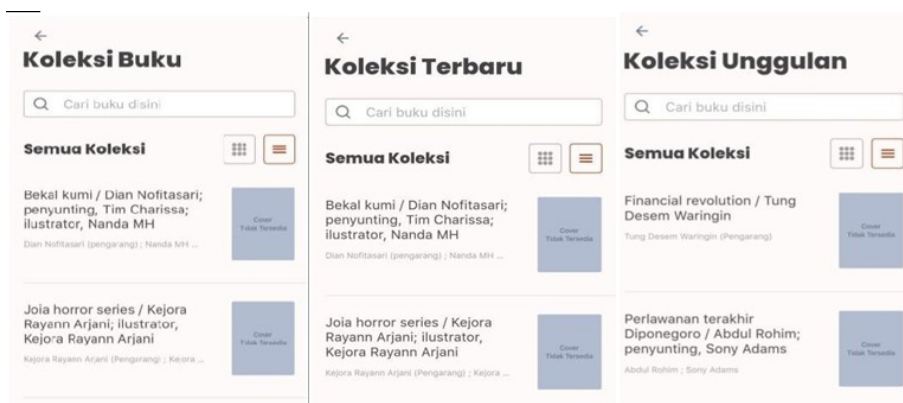 Koleksi Buku
Cari buku disini
Semua Koleksi
Bekal kumi / Dian Nofitasari;
penyunting, Tim Charissa;
ilustrator, Nanda MH
Dian Nofitasari (pengarang) ; Nanda MH ...
Cover
Tidak Tersedia
Joia horror series / Kejora
Rayann Arjani; ilustrator,
Kejora Rayann Arjani
Kejora Rayann Arjani (Pengarang) ; Kejora ...
Cover
Tidak Tersedia
Koleksi Terbaru
Cari buku disini
Semua Koleksi
Bekal kumi / Dian Nofitasari;
penyunting, Tim Charissa;
ilustrator, Nanda MH
Dian Nofitasari (pengarang) ; Nanda MH ...
Cover
Tidak Tersedia
Joia horror series / Kejora
Rayann Arjani; ilustrator,
Kejora Rayann Arjani
Kejora Rayann Arjani (Pengarang) ; Kejora ...
Cover
Tidak Tersedia
Koleksi Unggulan
Cari buku disini
Semua Koleksi
Financial revolution / Tung
Desem Waringin
Tung Desem Waringin (Pengarang)
Cover
Tidak Tersedia
Perlawanan terakhir
Diponegoro / Abdul Rohim;
penyunting, Sony Adams
Abdul Rohim ; Sony Adams
Cover
Tidak Tersedia